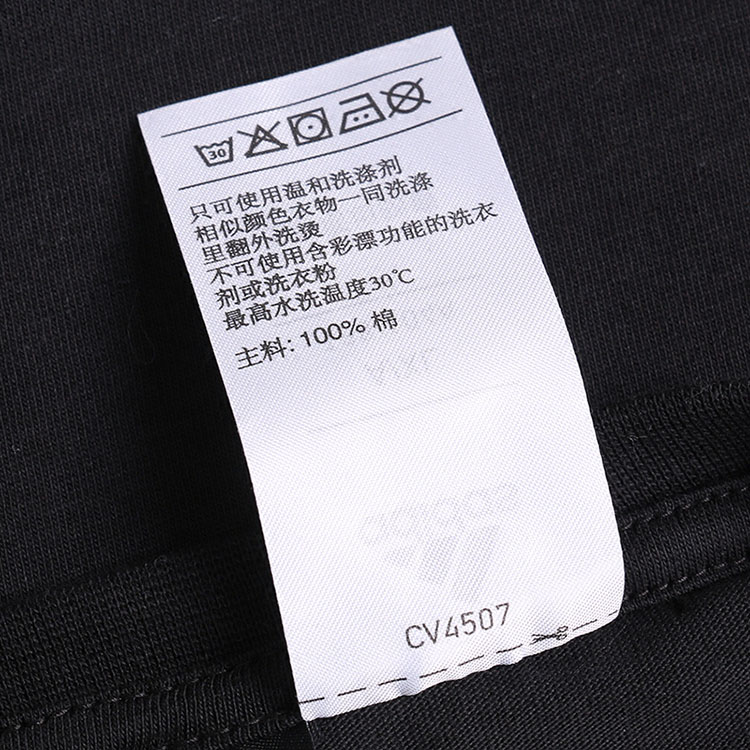 30
只可使用温和洗涤剂
相似颜色衣物一同洗涤
里翻外洗烫
不可使用含彩漂功能的洗衣
剂或洗衣粉
最高水洗温度30℃
主料: 100% 棉
adidas
CV4507